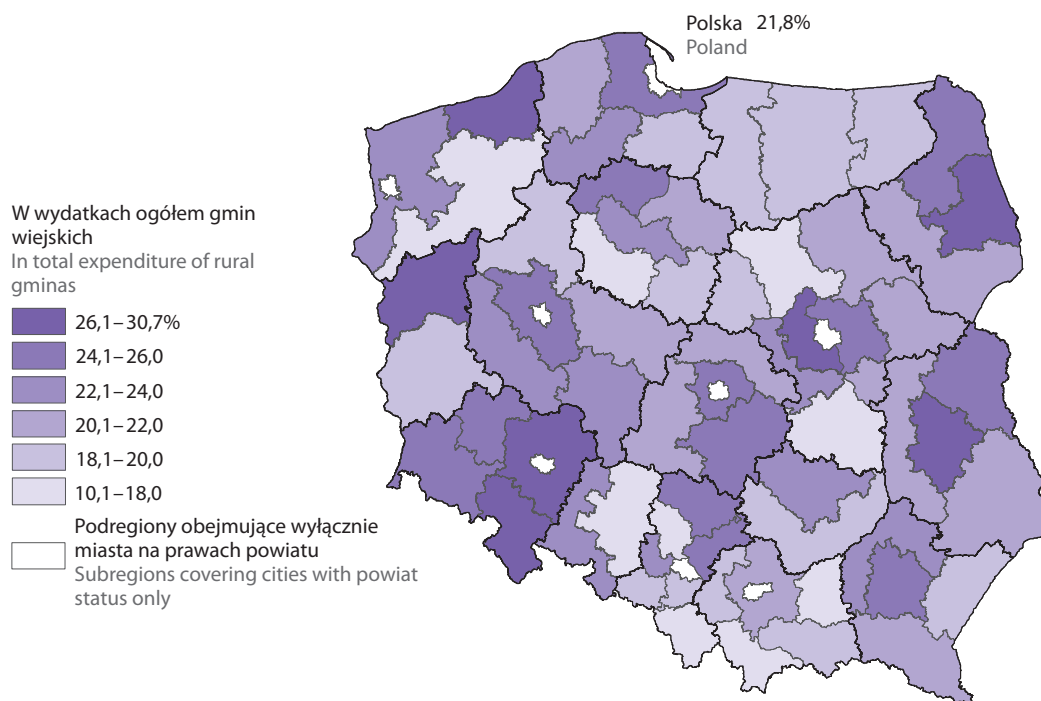 Polska 21,8%
Poland
W wydatkach ogółem gmin
wiejskich
In total expenditure of rural
gminas
26,1–30,7%
24,1–26,0
22,1–24,0
20,1–22,0
18,1–20,0
10,1–18,0
Podregiony obejmujące wyłącznie
miasta na prawach powiatu
Subregions covering cities with powiat
status only